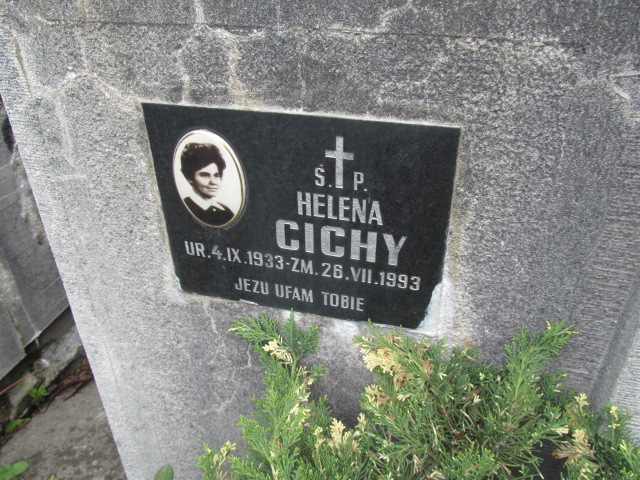 Ś. P.
HELENA
CICHY
UR. 4. IX. 1933 - ZM. 26. VII. 1993
JEZU UFAM TOBIE